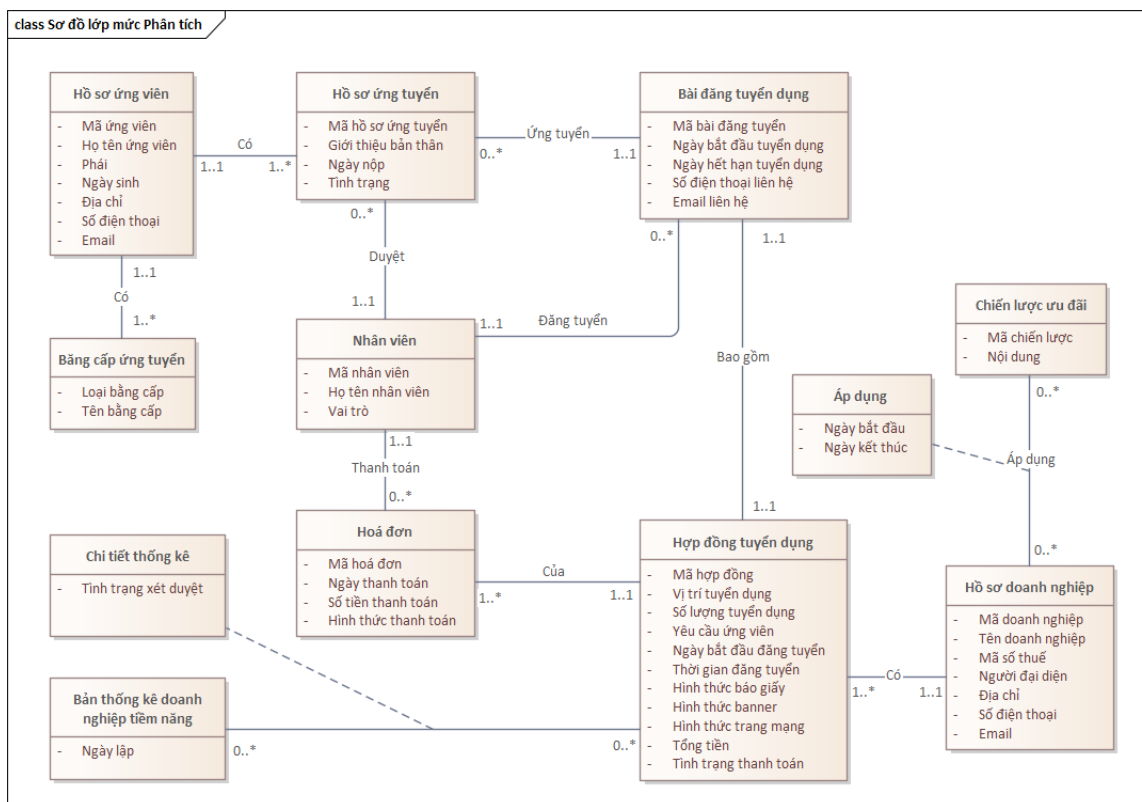 class Sơ đồ lớp mức Phân tích
Hồ sơ ứng viên
- Mã ứng viên
- Họ tên ứng viên
- Phái
- Ngày sinh
- Địa chỉ
- Số điện thoại
- Email
Có
1..1
1..*
Hồ sơ ứng tuyển
- Mã hồ sơ ứng tuyển
- Giới thiệu bản thân
- Ngày nộp
- Tình trạng
Ứng tuyển
0..*
1..1
Bài đăng tuyển dụng
- Mã bài đăng tuyển
- Ngày bắt đầu tuyển dụng
- Ngày hết hạn tuyển dụng
- Số điện thoại liên hệ
- Email liên hệ
0..*
Duyệt
1..1
0..*
1..1
1..1
Có
1..*
Băng cấp ứng tuyển
- Loại bằng cấp
- Tên bằng cấp
1..1
Đăng tuyển
Nhân viên
- Mã nhân viên
- Họ tên nhân viên
- Vai trò
Bao gồm
Chiến lược ưu đãi
- Mã chiến lược
- Nội dung
0..*
Áp dụng
- Ngày bắt đầu
- Ngày kết thúc
Áp dụng
0..*
1..1
Thanh toán
0..*
1..1
Hoá đơn
- Mã hoá đơn
- Ngày thanh toán
- Số tiền thanh toán
- Hình thức thanh toán
Của
1..*
1..1
Chi tiết thống kê
- Tình trạng xét duyệt
Hợp đồng tuyển dụng
- Mã hợp đồng
- Vị trí tuyển dụng
- Số lượng tuyển dụng
- Yêu cầu ứng viên
- Ngày bắt đầu đăng tuyển
- Thời gian đăng tuyển
- Hình thức báo giấy
- Hình thức banner
- Hình thức trang mạng
- Tổng tiền
- Tình trạng thanh toán
Có
1..*
1..1
Hồ sơ doanh nghiệp
- Mã doanh nghiệp
- Tên doanh nghiệp
- Mã số thuế
- Người đại diện
- Địa chỉ
- Số điện thoại
- Email
Bản thống kê doanh
nghiệp tiềm năng
- Ngày lập
0..*
0..*